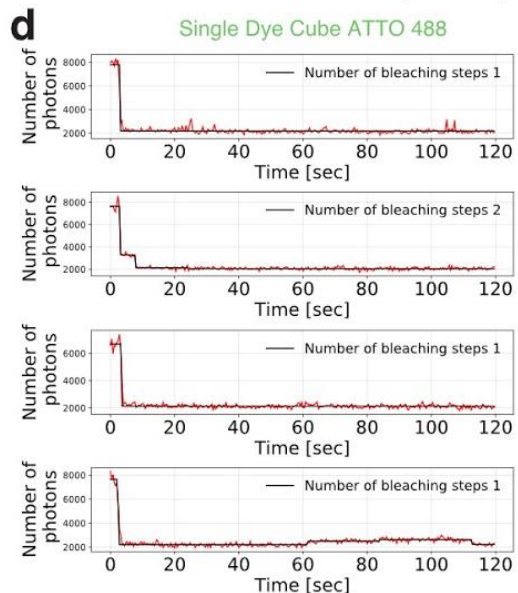 d
Single Dye Cube ATTO 488
Number of photons
8000
6000
4000
2000
Number of bleaching steps 1
0 20 40 60 80 100 120
Time [sec]
Number of photons
8000
6000
4000
2000
Number of bleaching steps 2
0 20 40 60 80 100 120
Time [sec]
Number of photons
6000
4000
2000
Number of bleaching steps 1
0 20 40 60 80 100 120
Time [sec]
Number of photons
8000
6000
4000
2000
Number of bleaching steps 1
0 20 40 60 80 100 120
Time [sec]